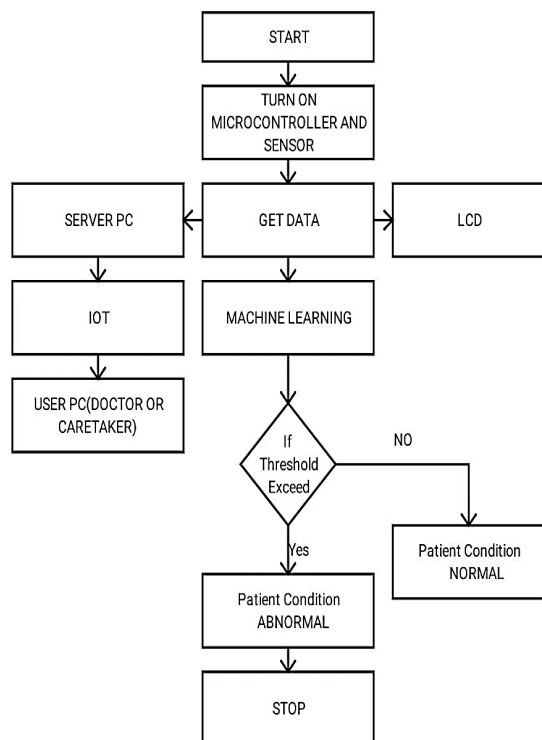 START
TURN ON
MICROCONTROLLER AND
SENSOR
SERVER PC
GET DATA
LCD
IOT
MACHINE LEARNING
USER PC(DOCTOR OR
CARETAKER)
If
Threshold
Exceed
NO
Yes
Patient Condition
NORMAL
Patient Condition
ABNORMAL
STOP